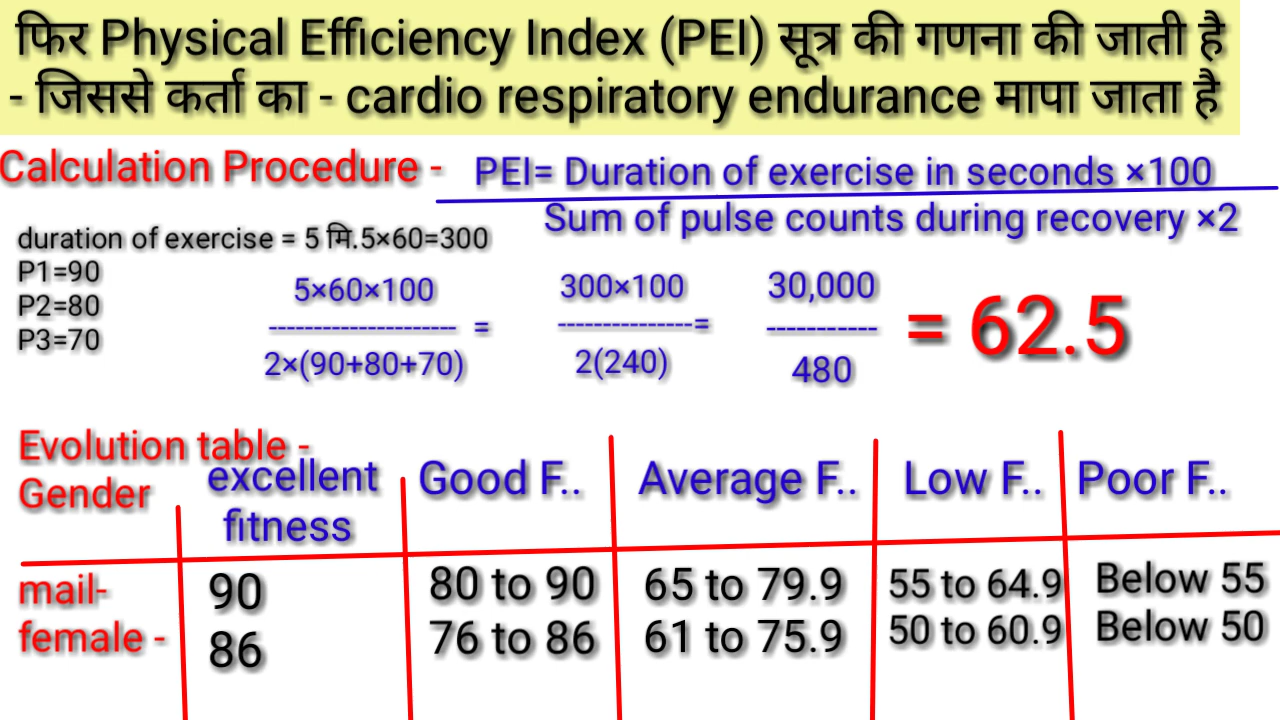 फिर Physical Efficiency Index (PEI) सूत्र की गणना की जाती है
- जिससे कर्ता का - cardio respiratory endurance मापा जाता है
Calculation Procedure -
PEI= Duration of exercise in seconds ×100
Sum of pulse counts during recovery ×2
duration of exercise = 5 मि.5×60=300
P1=90
P2=80
P3=70
5×60×100
--------------------- =
2×(90+80+70)
300×100
---------------=
2(240)
30,000
-----------
480
= 62.5
Evolution table -
Gender
excellent
fitness
Good F..
Average F..
Low F..
Poor F..
mail-
90
80 to 90
65 to 79.9
55 to 64.9
Below 55
female -
86
76 to 86
61 to 75.9
50 to 60.9
Below 50